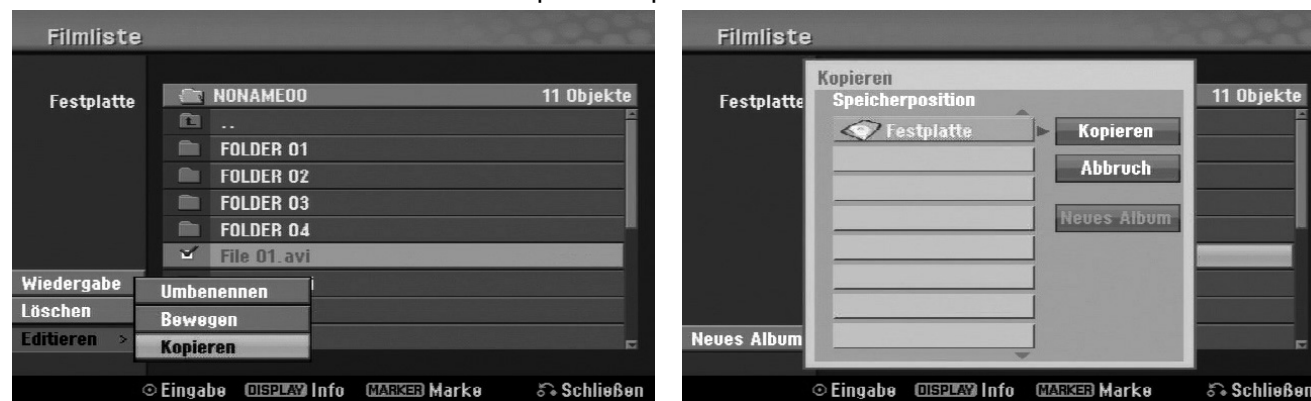 Filmliste
Festplatte
NONAME00 11 Objekte
..
FOLDER 01
FOLDER 02
FOLDER 03
FOLDER 04
File 01.avi
Wiedergabe
Löschen
Editieren >
Umbenennen
Bewegen
Kopieren
Eingabe DISPLAY Info MARKER Marke Schließen
Filmliste
Festplatte
11 Objekte
Kopieren
Speicherposition
Festplatte
Kopieren
Abbruch
Neues Album
Neues Album
Eingabe DISPLAY Info MARKER Marke Schließen